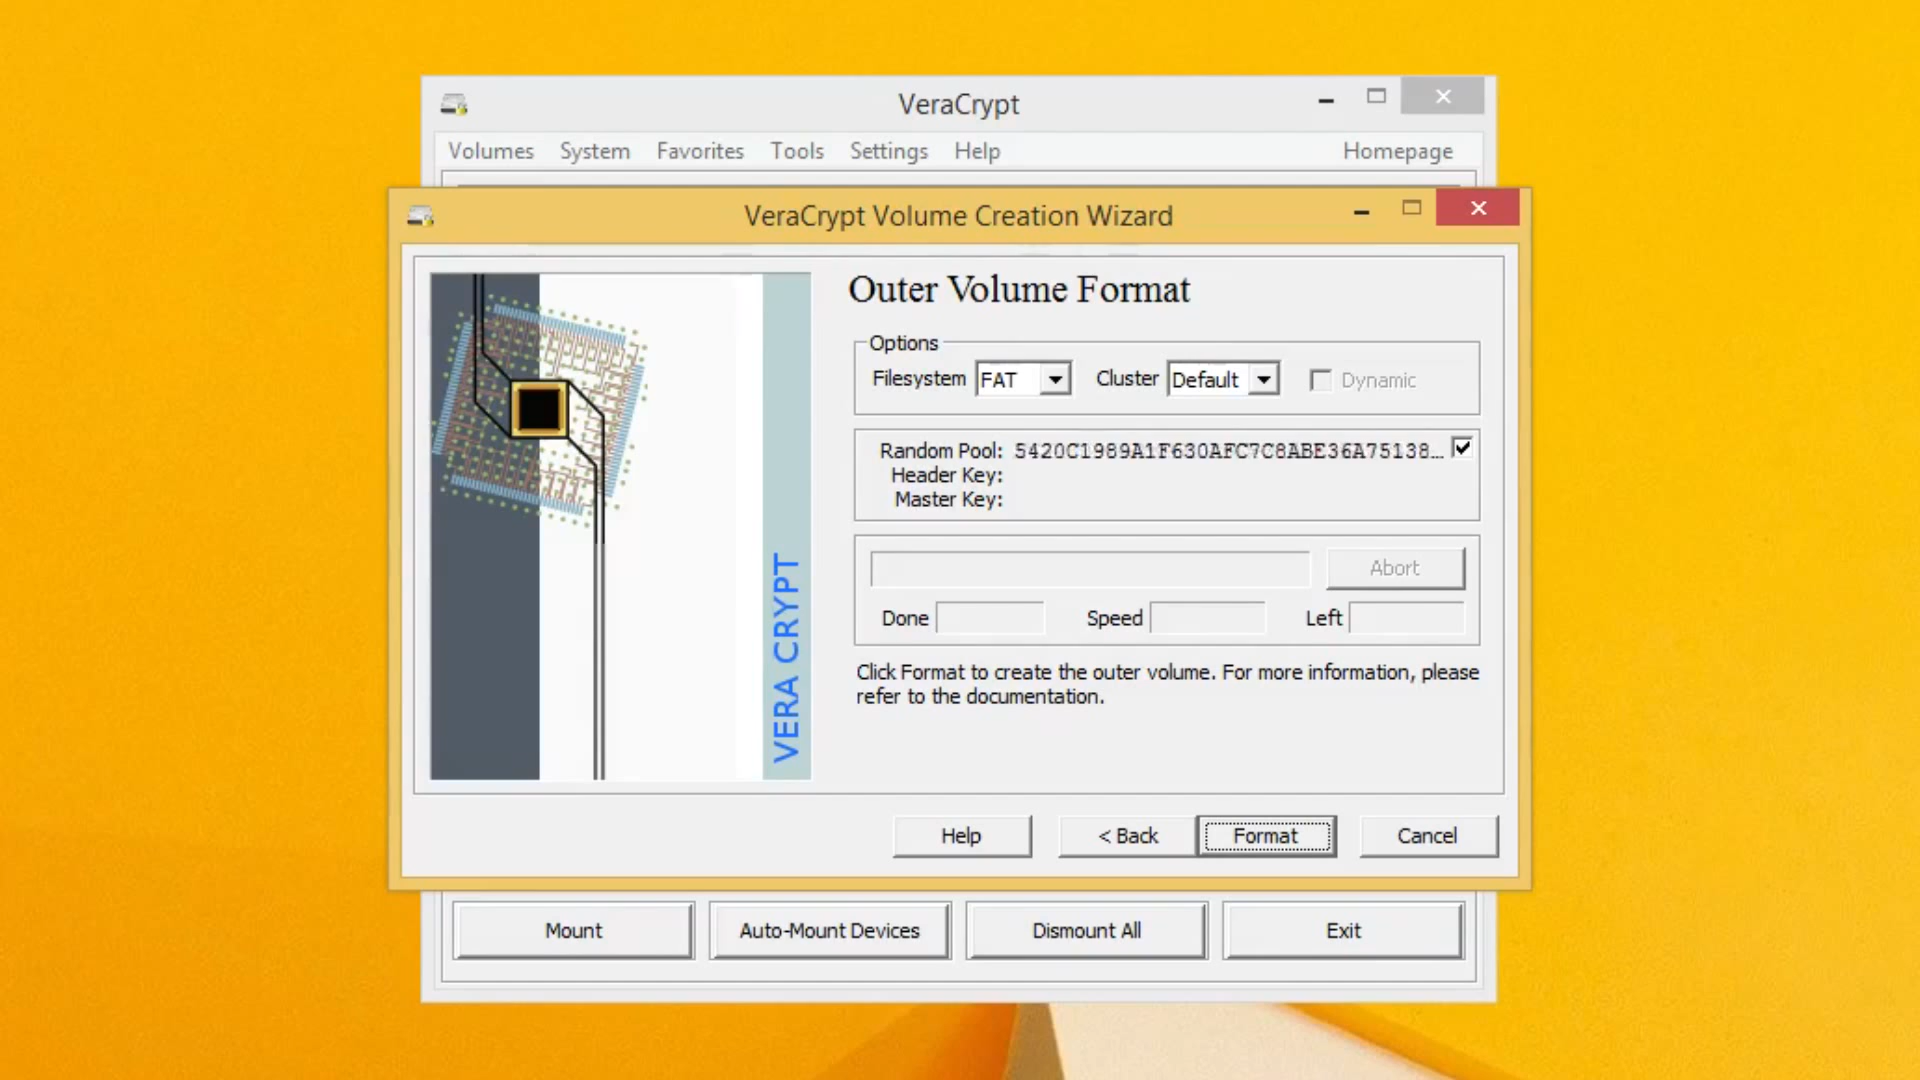 VeraCrypt
Volumes System Favorites Tools Settings Help Homepage
VeraCrypt Volume Creation Wizard
Outer Volume Format
Options
Filesystem FAT Cluster Default Dynamic
Random Pool: 5420C1989A1F630AFC7C8ABE36A75138...
Header Key:
Master Key:
Abort
Done Speed Left
Click Format to create the outer volume. For more information, please
refer to the documentation.
VERA CRYPT
Help < Back Format Cancel
Mount Auto-Mount Devices Dismount All Exit